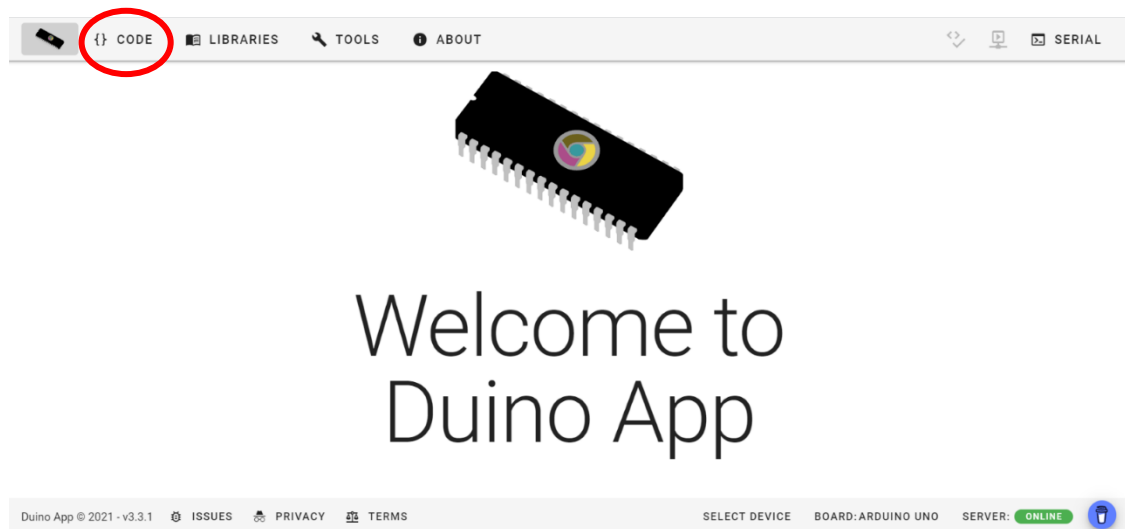 {} CODE LIBRARIES TOOLS ABOUT SERIAL
Welcome to
Duino App
Duino App © 2021 - v3.3.1 ISSUES PRIVACY TERMS SELECT DEVICE BOARD: ARDUINO UNO SERVER: ONLINE